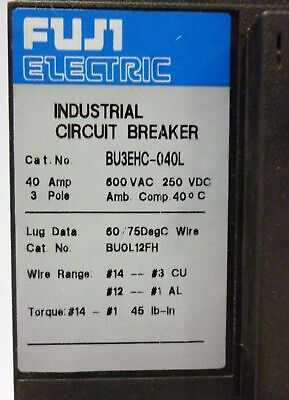 FUJI
ELECTRIC
INDUSTRIAL
CIRCUIT BREAKER
Cat. No. BU3EHC-040L
40 Amp 600 VAC 250 VDC
3 Pole Amb. Comp 40º C
Lug Data: 60/75DegC Wire
Cat. No. BU0L12FH
Wire Range: #14 -- #3 CU
#12 -- #1 AL
Torque: #14 - #1 45 lb-in